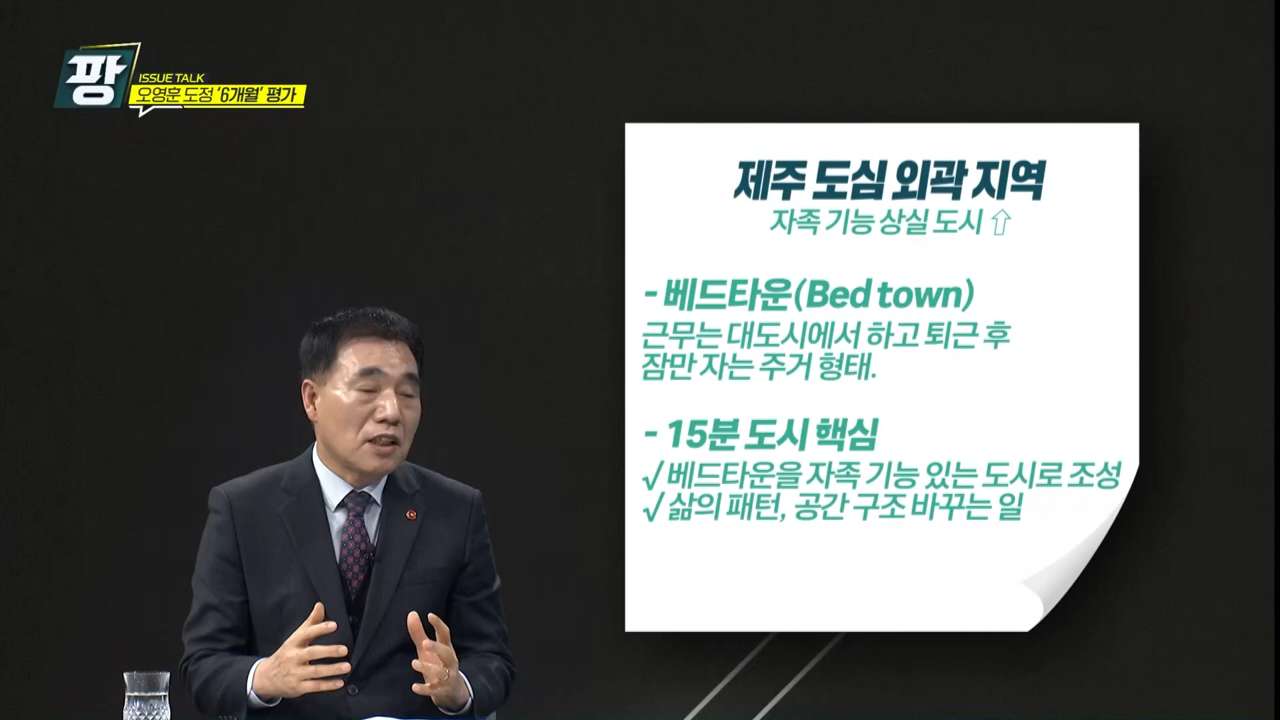 팡
ISSUE TALK
오영훈 도정 '6개월' 평가
제주 도심 외곽 지역
자족 기능 상실 도시 ⇧
- 베드타운(Bed town)
근무는 대도시에서 하고 퇴근 후
잠만 자는 주거 형태.
- 15분 도시 핵심
√ 베드타운을 자족 기능 있는 도시로 조성
√ 삶의 패턴, 공간 구조 바꾸는 일